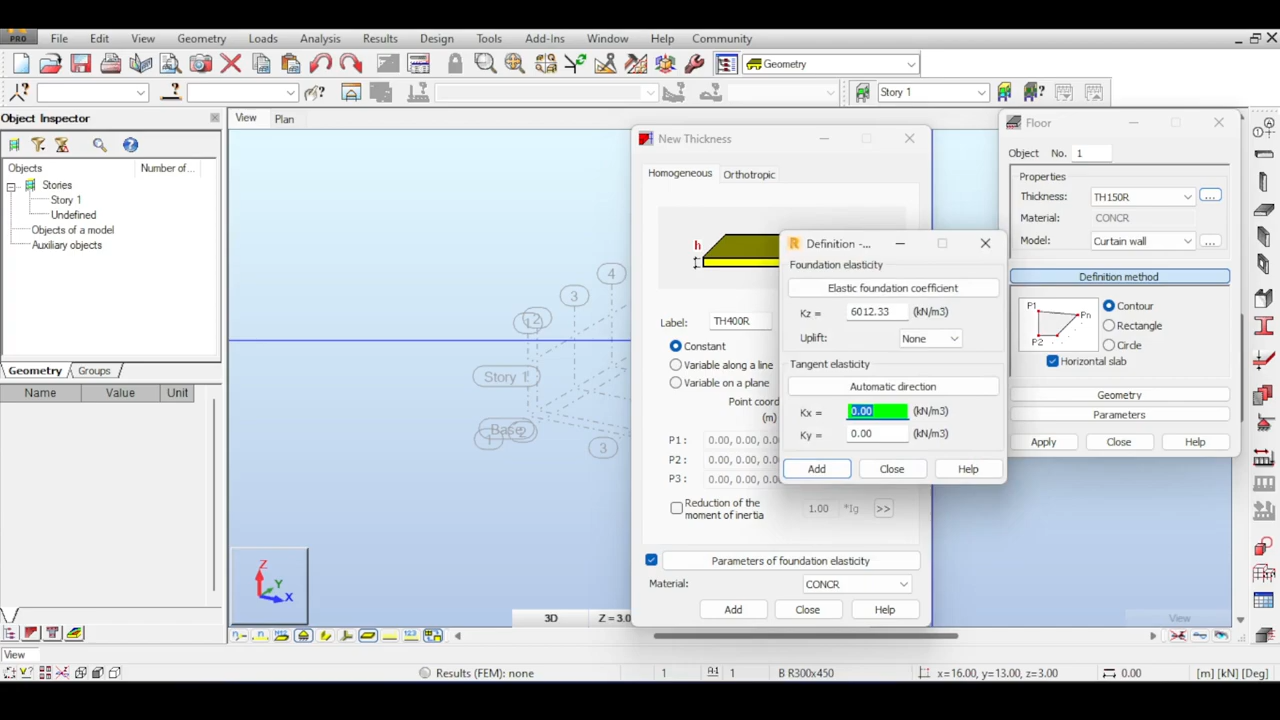 PRO
File Edit View Geometry Loads Analysis Results Design Tools Add-Ins Window Help Community
Geometry
Story 1
Object Inspector
Objects Number of...
Stories
Story 1
Undefined
Objects of a model
Auxiliary objects
Geometry Groups
Name Value Unit
View
View Plan
4
3
1 2
Story 1
Base 2
1
3
Z
Y
X
3D Z = 3.0
View
New Thickness
Homogeneous Orthotropic
h
Label: TH400R
Constant
Variable along a line
Variable on a plane
Point coord
(m)
P1: 0.00, 0.00, 0.00
P2: 0.00, 0.00, 0.00
P3: 0.00, 0.00, 0.00
Reduction of the
moment of inertia
1.00 *Ig >>
Parameters of foundation elasticity
Material: CONCR
Add Close Help
Definition -...
Foundation elasticity
Elastic foundation coefficient
Kz = 6012.33 (kN/m3)
Uplift: None
Tangent elasticity
Automatic direction
Kx = 0.00 (kN/m3)
Ky = 0.00 (kN/m3)
Add Close Help
Floor
Object No. 1
Properties
Thickness: TH150R ...
Material: CONCR
Model: Curtain wall ...
Definition method
P1
Pn
P2
Contour
Rectangle
Circle
Horizontal slab
Geometry
Parameters
Apply Close Help
Results (FEM): none 1 1 B R300x450 x=16.00, y=13.00, z=3.00 0.00 [m] [kN] [Deg]